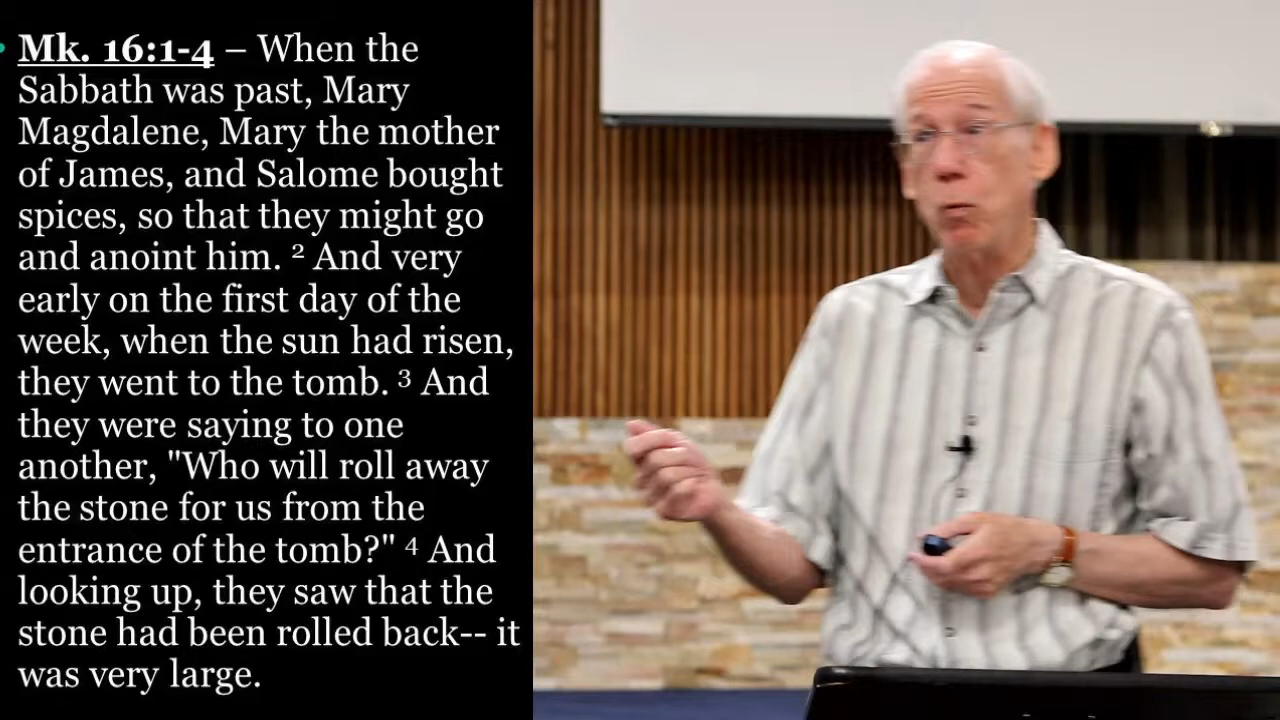 • Mk. 16:1-4 – When the
Sabbath was past, Mary
Magdalene, Mary the mother
of James, and Salome bought
spices, so that they might go
and anoint him. ² And very
early on the first day of the
week, when the sun had risen,
they went to the tomb. ³ And
they were saying to one
another, "Who will roll away
the stone for us from the
entrance of the tomb?" ⁴ And
looking up, they saw that the
stone had been rolled back-- it
was very large.